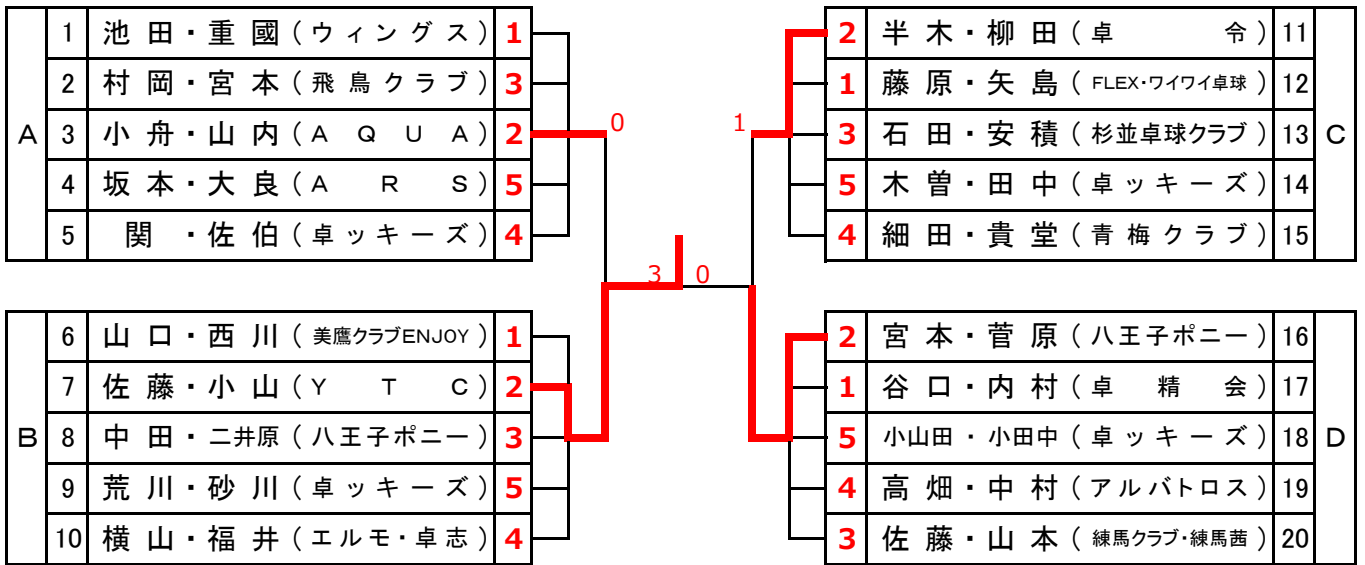 A
1 池田・重國（ウィングス） 1
2 村岡・宮本（飛鳥クラブ） 3
3 小舟・山内（ＡＱＵＡ） 2
4 坂本・大良（ＡＲＳ） 5
5 関・佐伯（卓ッキーズ） 4
B
6 山口・西川（美鷹クラブENJOY） 1
7 佐藤・小山（ＹＴＣ） 2
8 中田・二井原（八王子ポニー） 3
9 荒川・砂川（卓ッキーズ） 5
10 横山・福井（エルモ・卓志） 4
0
1
3 0
C
2 半木・柳田（卓令） 11
1 藤原・矢島（FLEX・ワイワイ卓球） 12
3 石田・安積（杉並卓球クラブ） 13
5 木曽・田中（卓ッキーズ） 14
4 細田・貴堂（青梅クラブ） 15
D
2 宮本・菅原（八王子ポニー） 16
1 谷口・内村（卓精会） 17
5 小山田・小田中（卓ッキーズ） 18
4 高畑・中村（アルバトロス） 19
3 佐藤・山本（練馬クラブ・練馬茜） 20